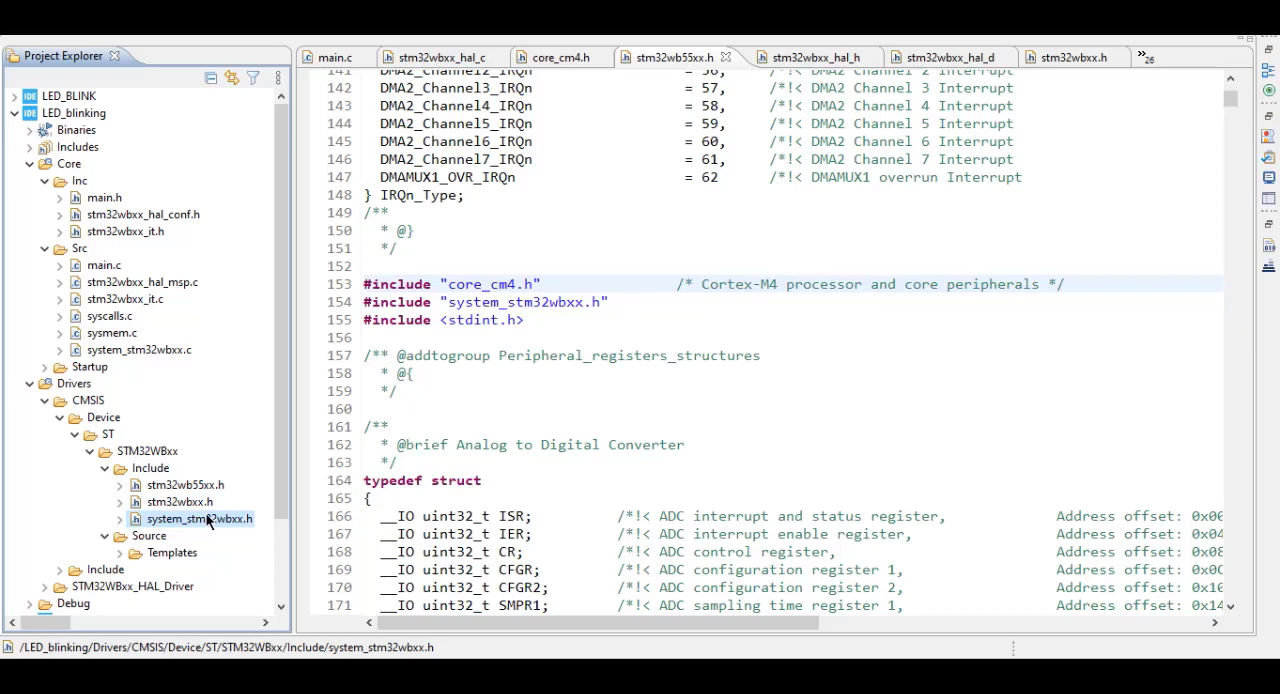 Project Explorer
LED_BLINK
LED_blinking
Binaries
Includes
Core
Inc
main.h
stm32wbxx_hal_conf.h
stm32wbxx_it.h
Src
main.c
stm32wbxx_hal_msp.c
stm32wbxx_it.c
syscalls.c
sysmem.c
system_stm32wbxx.c
Startup
Drivers
CMSIS
Device
ST
STM32WBxx
Include
stm32wb55xx.h
stm32wbxx.h
system_stm32wbxx.h
Source
Templates
Include
STM32WBxx_HAL_Driver
Debug
main.c stm32wbxx_hal_c core_cm4.h stm32wb55xx.h stm32wbxx_hal_h stm32wbxx_hal_d stm32wbxx.h »26
141 DMA2_Channel2_IRQn = 56, /*!< DMA2 Channel 2 Interrupt
142 DMA2_Channel3_IRQn = 57, /*!< DMA2 Channel 3 Interrupt
143 DMA2_Channel4_IRQn = 58, /*!< DMA2 Channel 4 Interrupt
144 DMA2_Channel5_IRQn = 59, /*!< DMA2 Channel 5 Interrupt
145 DMA2_Channel6_IRQn = 60, /*!< DMA2 Channel 6 Interrupt
146 DMA2_Channel7_IRQn = 61, /*!< DMA2 Channel 7 Interrupt
147 DMAMUX1_OVR_IRQn = 62 /*!< DMAMUX1 overrun Interrupt
148 } IRQn_Type;
149 /**
150 * @}
151 */
152
153 #include "core_cm4.h" /* Cortex-M4 processor and core peripherals */
154 #include "system_stm32wbxx.h"
155 #include <stdint.h>
156
157 /** @addtogroup Peripheral_registers_structures
158 * @{
159 */
160
161 /**
162 * @brief Analog to Digital Converter
163 */
164 typedef struct
165 {
166 __IO uint32_t ISR; /*!< ADC interrupt and status register, Address offset: 0x00
167 __IO uint32_t IER; /*!< ADC interrupt enable register, Address offset: 0x04
168 __IO uint32_t CR; /*!< ADC control register, Address offset: 0x08
169 __IO uint32_t CFGR; /*!< ADC configuration register 1, Address offset: 0x0C
170 __IO uint32_t CFGR2; /*!< ADC configuration register 2, Address offset: 0x10
171 __IO uint32_t SMPR1; /*!< ADC sampling time register 1, Address offset: 0x14
/LED_blinking/Drivers/CMSIS/Device/ST/STM32WBxx/Include/system_stm32wbxx.h